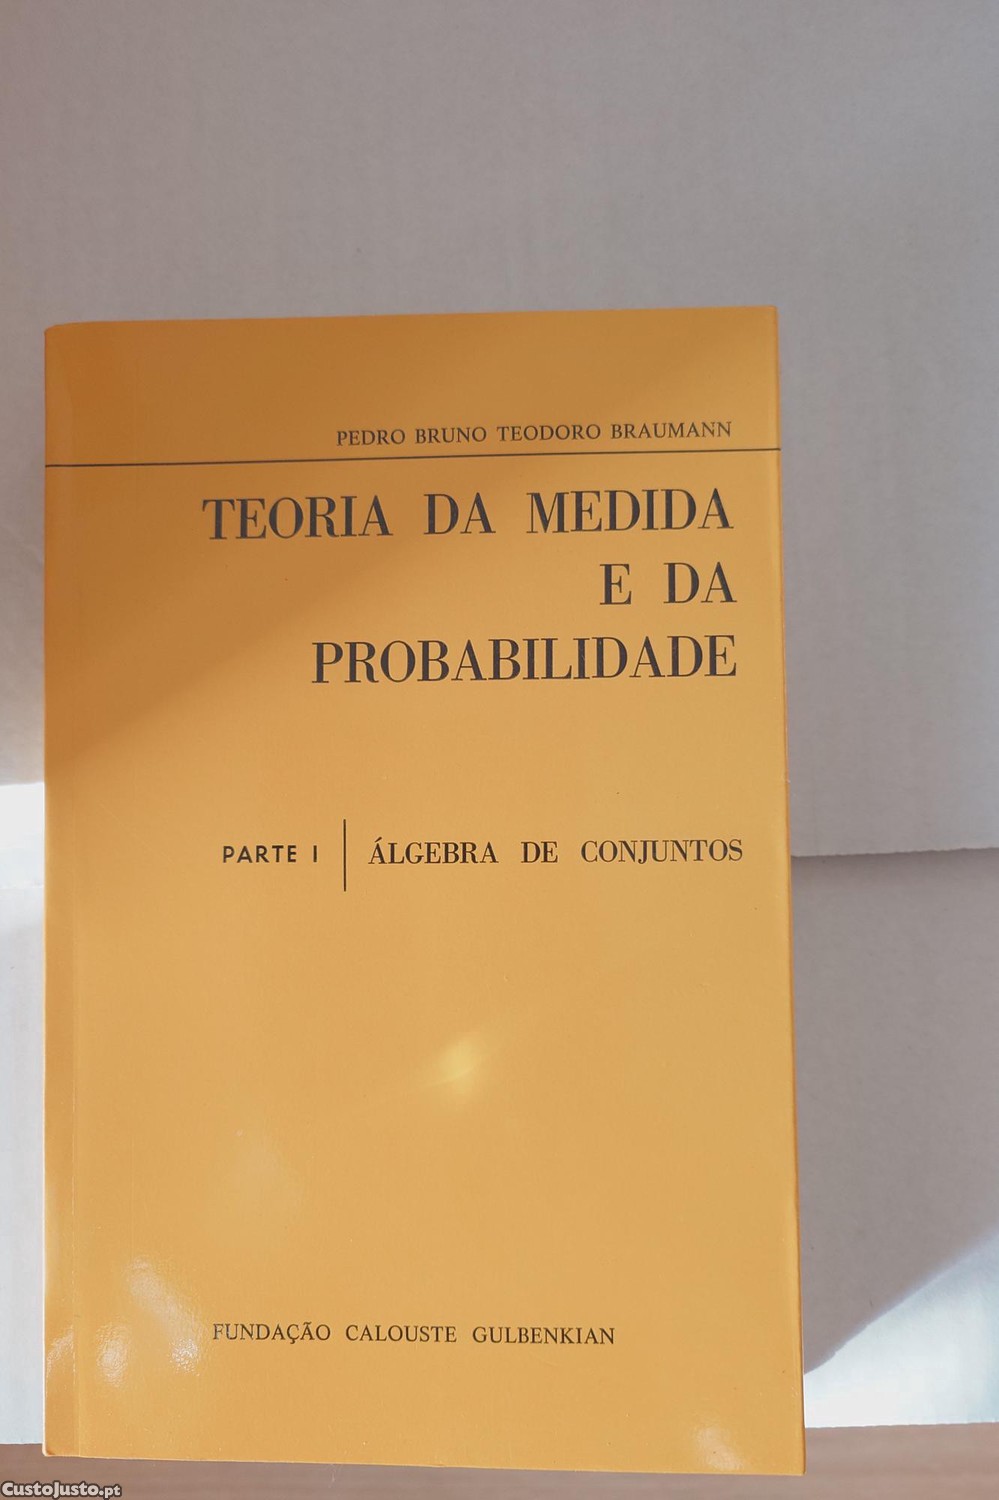 PEDRO BRUNO TEODORO BRAUMANN
TEORIA DA MEDIDA
E DA
PROBABILIDADE
PARTE I | ÁLGEBRA DE CONJUNTOS
FUNDAÇÃO CALOUSTE GULBENKIAN
CustoJusto.pt